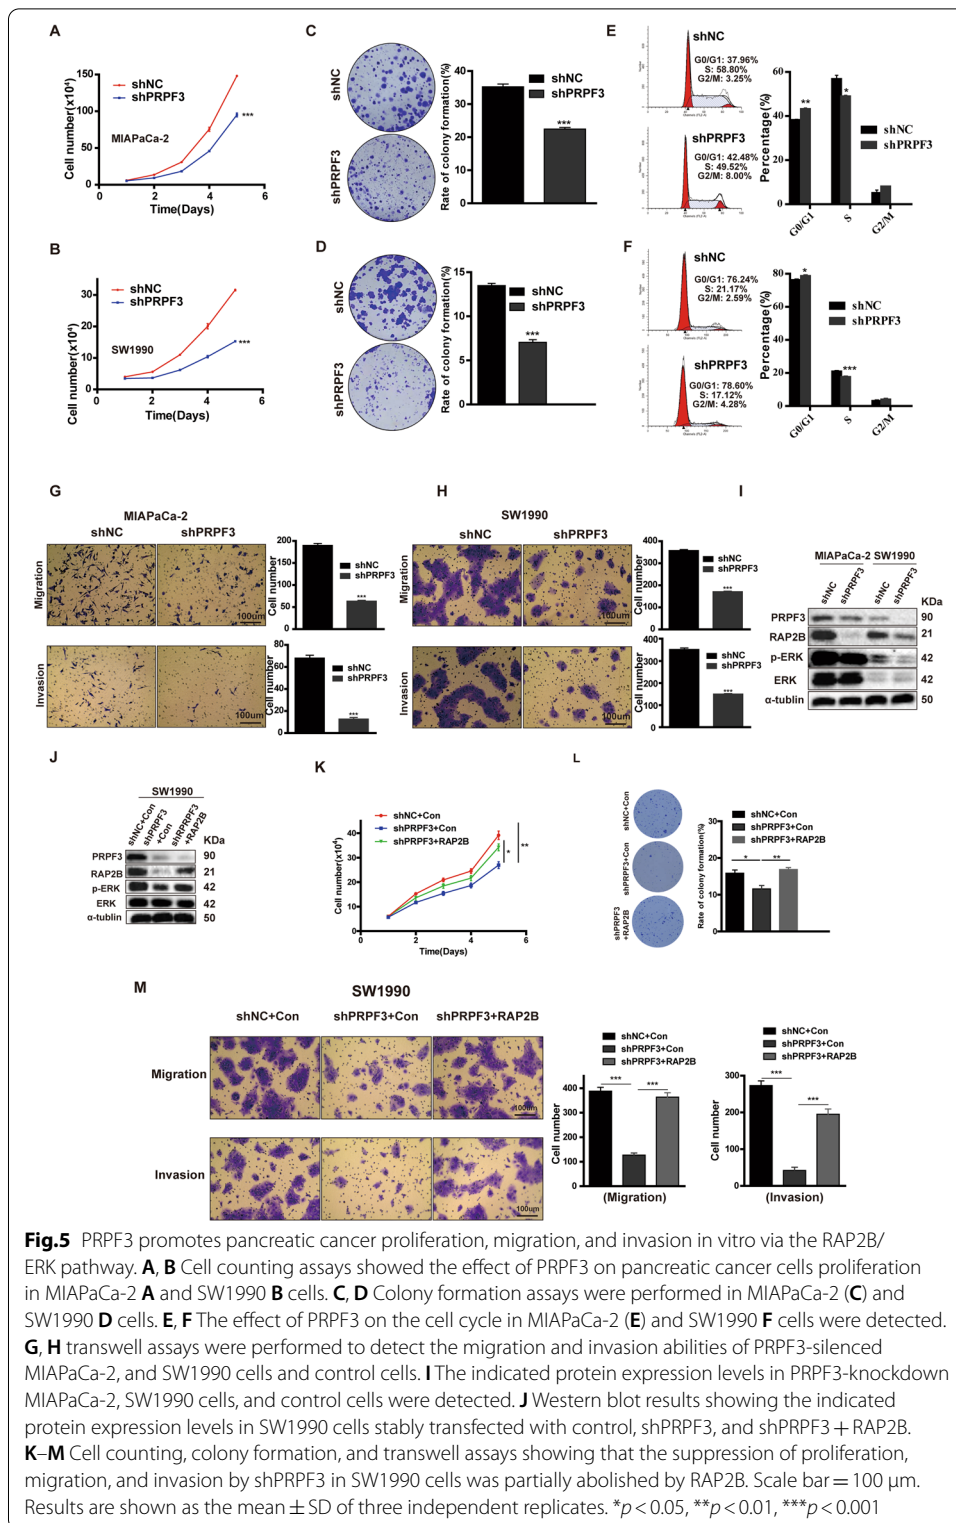 A
Cell number(x10⁴)
150
100
50
0
shNC
shPRPF3
MIAPaCa-2
***
0 2 4 6
Time(Days)
B
Cell number(x10⁴)
30
20
10
0
shNC
shPRPF3
SW1990
***
0 2 4 6
Time(Days)
C
shNC
shPRPF3
Rate of colony formation(%)
40
30
20
10
0
shNC
shPRPF3
***
D
shNC
shPRPF3
Rate of colony formation(%)
15
10
5
0
shNC
shPRPF3
***
E
shNC
G0/G1: 37.96%
S: 58.80%
G2/M: 3.25%
shPRPF3
G0/G1: 42.48%
S: 49.52%
G2/M: 8.00%
Percentage(%)
80
60
40
20
0
** *
shNC
shPRPF3
G0/G1 S G2/M
F
shNC
G0/G1: 76.24%
S: 21.17%
G2/M: 2.59%
shPRPF3
G0/G1: 78.60%
S: 17.12%
G2/M: 4.28%
Percentage(%)
80
60
40
20
0
* ***
shNC
shPRPF3
G0/G1 S G2/M
G
MIAPaCa-2
shNC shPRPF3
Migration
100um
Cell number
200
150
100
50
0
shNC
shPRPF3
***
Invasion
100um
Cell number
80
60
40
20
0
shNC
shPRPF3
***
H
SW1990
shNC shPRPF3
Migration
100um
Cell number
400
300
200
100
0
shNC
shPRPF3
***
Invasion
100um
Cell number
400
300
200
100
0
shNC
shPRPF3
***
I
MIAPaCa-2 SW1990
shNC shPRPF3 shNC shPRPF3
KDa
PRPF3 90
RAP2B 21
p-ERK 42
ERK 42
α-tublin 50
J
SW1990
shNC+Con
shPRPF3
+Con
shRPRPF3
+RAP2B
KDa
PRPF3 90
RAP2B 21
p-ERK 42
ERK 42
α-tublin 50
K
Cell number(x10⁴)
40
30
20
10
0
shNC+Con
shPRPF3+Con
shPRPF3+RAP2B
* **
0 2 4 6
Time(Days)
L
shNC+Con
shPRPF3+Con
shPRPF3
+RAP2B
Rate of colony formation(%)
40
30
20
10
0
shNC+Con
shPRPF3+Con
shPRPF3+RAP2B
* **
M
SW1990
shNC+Con shPRPF3+Con shPRPF3+RAP2B
Migration
100um
Invasion
100um
shNC+Con
shPRPF3+Con
shPRPF3+RAP2B
Cell number
400
300
200
100
0
*** ***
(Migration)
shNC+Con
shPRPF3+Con
shPRPF3+RAP2B
Cell number
300
200
100
0
*** ***
(Invasion)
Fig.5 PRPF3 promotes pancreatic cancer proliferation, migration, and invasion in vitro via the RAP2B/
ERK pathway. A, B Cell counting assays showed the effect of PRPF3 on pancreatic cancer cells proliferation
in MIAPaCa-2 A and SW1990 B cells. C, D Colony formation assays were performed in MIAPaCa-2 (C) and
SW1990 D cells. E, F The effect of PRPF3 on the cell cycle in MIAPaCa-2 (E) and SW1990 F cells were detected.
G, H transwell assays were performed to detect the migration and invasion abilities of PRPF3-silenced
MIAPaCa-2, and SW1990 cells and control cells. I The indicated protein expression levels in PRPF3-knockdown
MIAPaCa-2, SW1990 cells, and control cells were detected. J Western blot results showing the indicated
protein expression levels in SW1990 cells stably transfected with control, shPRPF3, and shPRPF3 + RAP2B.
K–M Cell counting, colony formation, and transwell assays showing that the suppression of proliferation,
migration, and invasion by shPRPF3 in SW1990 cells was partially abolished by RAP2B. Scale bar = 100 μm.
Results are shown as the mean ± SD of three independent replicates. *p < 0.05, **p < 0.01, ***p < 0.001